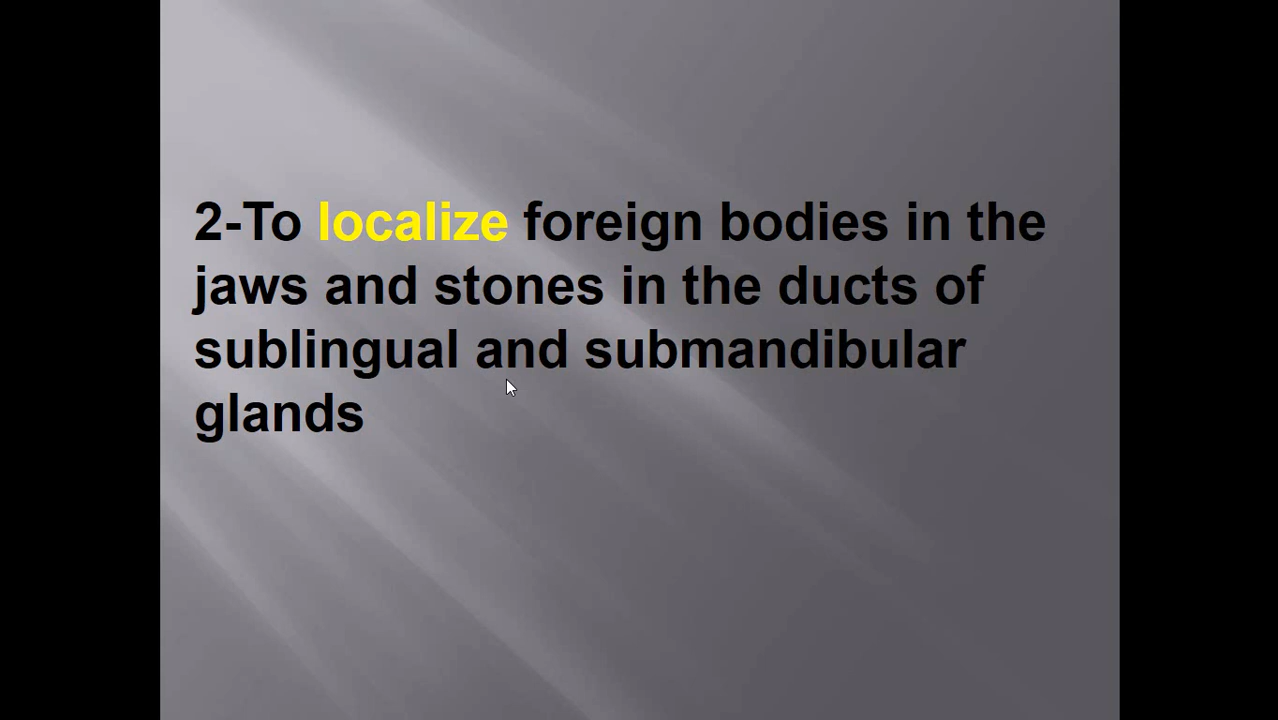 2-To localize foreign bodies in the
jaws and stones in the ducts of
sublingual and submandibular
glands